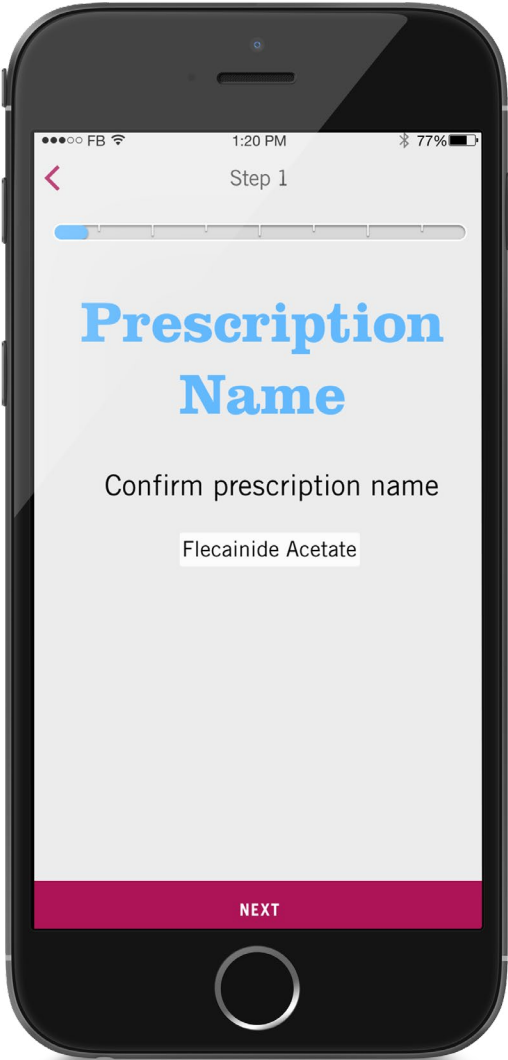 FB 1:20 PM 77%
Step 1
Prescription
Name
Confirm prescription name
Flecainide Acetate
NEXT